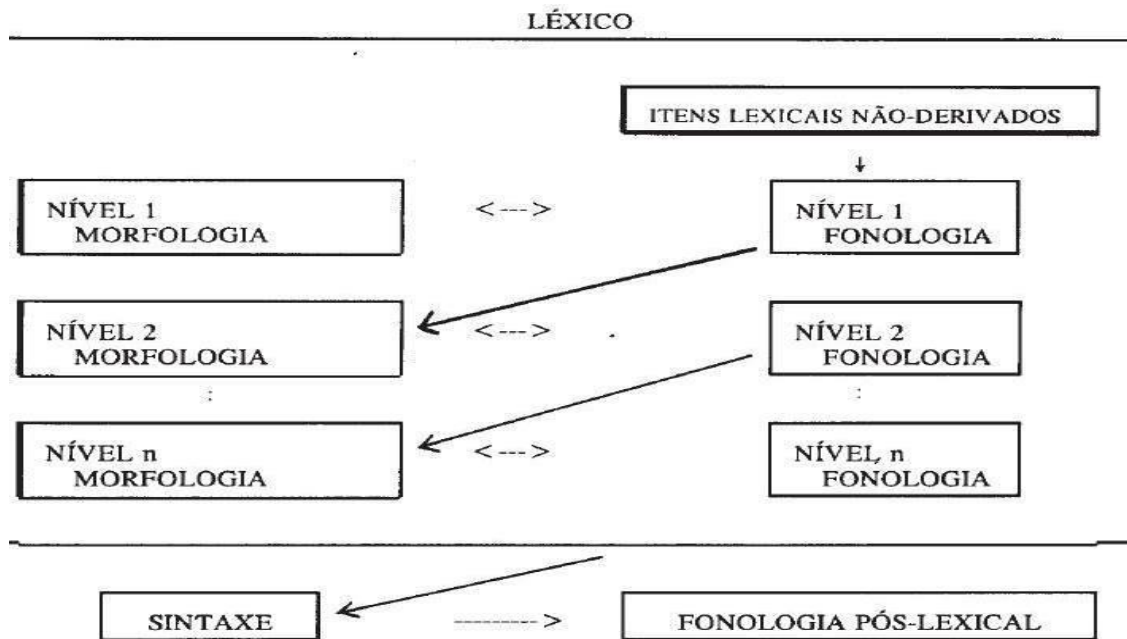 LÉXICO
ITENS LEXICAIS NÃO-DERIVADOS
NÍVEL 1
MORFOLOGIA
<--->
NÍVEL 1
FONOLOGIA
NÍVEL 2
MORFOLOGIA
<--->
NÍVEL 2
FONOLOGIA
:
:
NÍVEL n
MORFOLOGIA
<--->
NÍVEL n
FONOLOGIA
SINTAXE
--------->
FONOLOGIA PÓS-LEXICAL